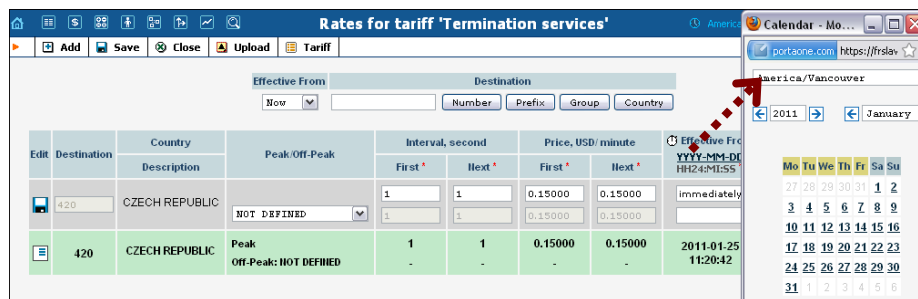 Rates for tariff 'Termination services'
America
Calendar - Mo...
Add Save Close Upload Tariff
portaone.com https://frslav
America/Vancouver
Effective From Destination
Now Number Prefix Group Country
2011 January
Edit Destination Country Peak/Off-Peak Interval, second Price, USD/ minute Effective Fro
Description First * Next * First * Next * YYYY-MM-DD
HH24:MI:SS *
Mo Tu We Th Fr Sa Su
27 28 29 30 31 1 2
3 4 5 6 7 8 9
10 11 12 13 14 15 16
17 18 19 20 21 22 23
24 25 26 27 28 29 30
31 1 2 3 4 5 6
420 CZECH REPUBLIC 1 1 0.15000 0.15000 immediately
NOT DEFINED 1 1 0.15000 0.15000
420 CZECH REPUBLIC Peak 1 1 0.15000 0.15000 2011-01-25
Off-Peak: NOT DEFINED - - - - 11:20:42